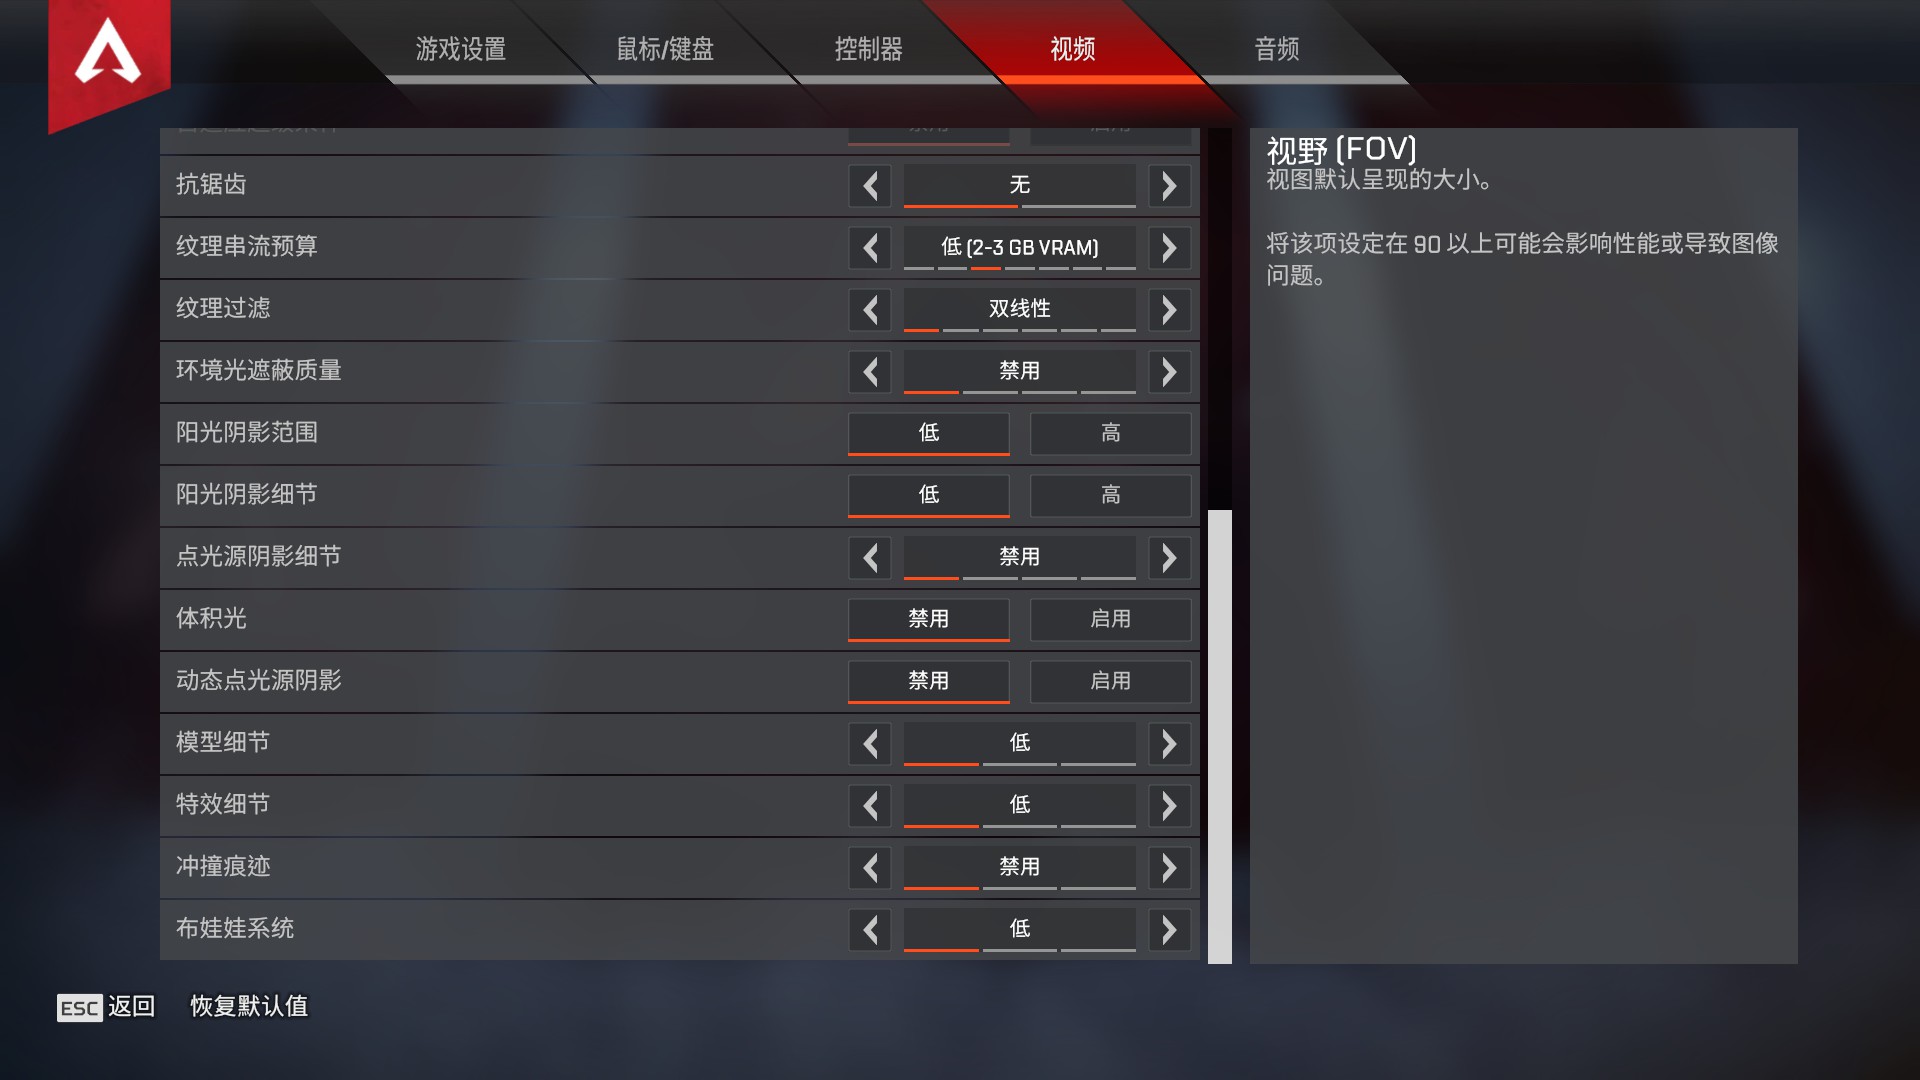 游戏设置
鼠标/键盘
控制器
视频
音频
抗锯齿
无
纹理串流预算
低 (2-3 GB VRAM)
纹理过滤
双线性
环境光遮蔽质量
禁用
阳光阴影范围
低
高
阳光阴影细节
低
高
点光源阴影细节
禁用
体积光
禁用
启用
动态点光源阴影
禁用
启用
模型细节
低
特效细节
低
冲撞痕迹
禁用
布娃娃系统
低
视野 (FOV)
视图默认呈现的大小。
将该项设定在 90 以上可能会影响性能或导致图像
问题。
ESC 返回
恢复默认值